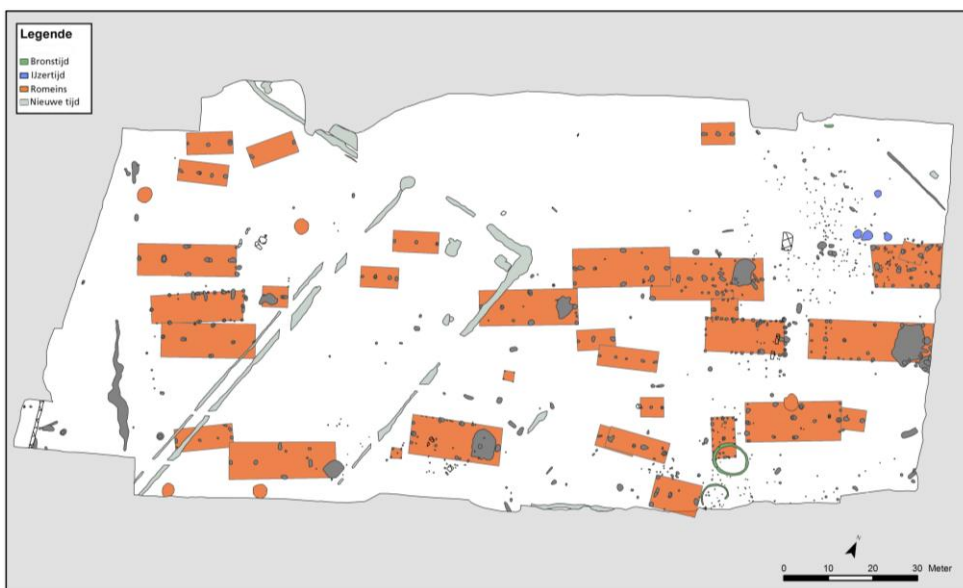 Legende
Bronstijd
IJzertijd
Romeins
Nieuwe tijd
N
0 10 20 30 Meter